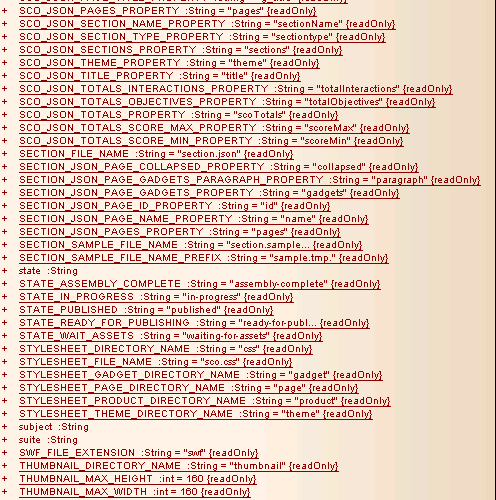 + SCO_JSON_PAGES_PROPERTY :String = "pages" {readOnly}
+ SCO_JSON_SECTION_NAME_PROPERTY :String = "sectionName" {readOnly}
+ SCO_JSON_SECTION_TYPE_PROPERTY :String = "sectiontype" {readOnly}
+ SCO_JSON_SECTIONS_PROPERTY :String = "sections" {readOnly}
+ SCO_JSON_THEME_PROPERTY :String = "theme" {readOnly}
+ SCO_JSON_TITLE_PROPERTY :String = "title" {readOnly}
+ SCO_JSON_TOTALS_INTERACTIONS_PROPERTY :String = "totalInteractions" {readOnly}
+ SCO_JSON_TOTALS_OBJECTIVES_PROPERTY :String = "totalObjectives" {readOnly}
+ SCO_JSON_TOTALS_PROPERTY :String = "scoTotals" {readOnly}
+ SCO_JSON_TOTALS_SCORE_MAX_PROPERTY :String = "scoreMax" {readOnly}
+ SCO_JSON_TOTALS_SCORE_MIN_PROPERTY :String = "scoreMin" {readOnly}
+ SECTION_FILE_NAME :String = "section.json" {readOnly}
+ SECTION_JSON_PAGE_COLLAPSED_PROPERTY :String = "collapsed" {readOnly}
+ SECTION_JSON_PAGE_GADGETS_PARAGRAPH_PROPERTY :String = "paragraph" {readOnly}
+ SECTION_JSON_PAGE_GADGETS_PROPERTY :String = "gadgets" {readOnly}
+ SECTION_JSON_PAGE_ID_PROPERTY :String = "id" {readOnly}
+ SECTION_JSON_PAGE_NAME_PROPERTY :String = "name" {readOnly}
+ SECTION_JSON_PAGES_PROPERTY :String = "pages" {readOnly}
+ SECTION_SAMPLE_FILE_NAME :String = "section.sample... {readOnly}
+ SECTION_SAMPLE_FILE_NAME_PREFIX :String = "sample.tmp." {readOnly}
+ state :String
+ STATE_ASSEMBLY_COMPLETE :String = "assembly-complete" {readOnly}
+ STATE_IN_PROGRESS :String = "in-progress" {readOnly}
+ STATE_PUBLISHED :String = "published" {readOnly}
+ STATE_READY_FOR_PUBLISHING :String = "ready-for-publ... {readOnly}
+ STATE_WAIT_ASSETS :String = "waiting-for-assets" {readOnly}
+ STYLESHEET_DIRECTORY_NAME :String = "css" {readOnly}
+ STYLESHEET_FILE_NAME :String = "sco.css" {readOnly}
+ STYLESHEET_GADGET_DIRECTORY_NAME :String = "gadget" {readOnly}
+ STYLESHEET_PAGE_DIRECTORY_NAME :String = "page" {readOnly}
+ STYLESHEET_PRODUCT_DIRECTORY_NAME :String = "product" {readOnly}
+ STYLESHEET_THEME_DIRECTORY_NAME :String = "theme" {readOnly}
+ subject :String
+ suite :String
+ SWF_FILE_EXTENSION :String = "swf" {readOnly}
+ THUMBNAIL_DIRECTORY_NAME :String = "thumbnail" {readOnly}
+ THUMBNAIL_MAX_HEIGHT :int = 160 {readOnly}
+ THUMBNAIL_MAX_WIDTH :int = 160 {readOnly}